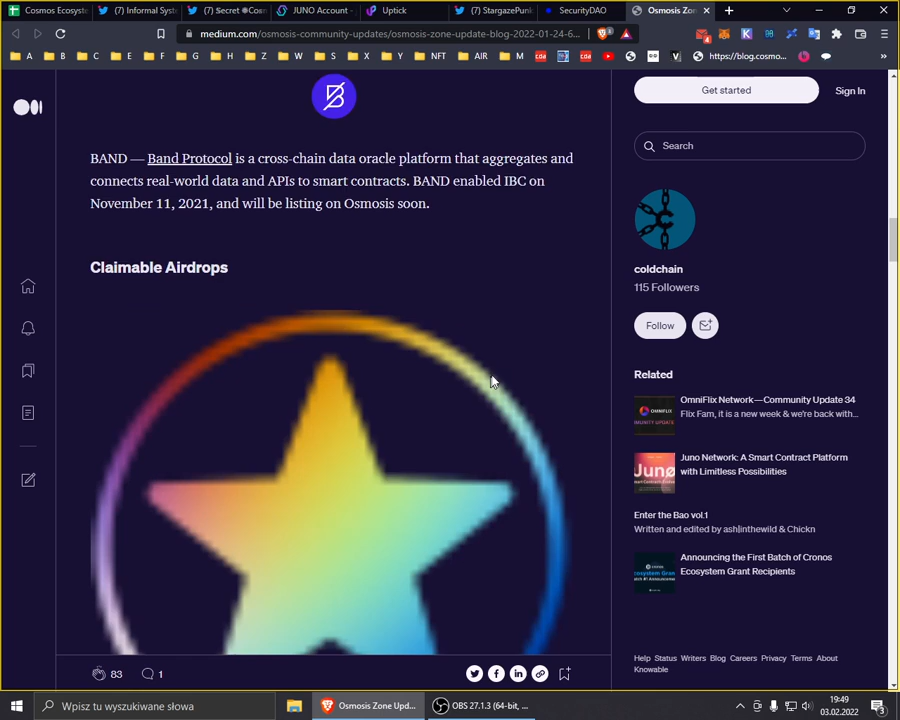 Cosmos Ecosyst
(7) Informal Syst
(7) Secret ✺Cosm
JUNO Account -
Uptick
(7) StargazePunk
SecurityDAO
Osmosis Zone
medium.com/osmosis-community-updates/osmosis-zone-update-blog-2022-01-24-6...
A B C E F G H Z S X Y NFT AIR M https://blog.cosmo...
Get started
Sign In
Search
BAND — Band Protocol is a cross-chain data oracle platform that aggregates and
connects real-world data and APIs to smart contracts. BAND enabled IBC on
November 11, 2021, and will be listing on Osmosis soon.
Claimable Airdrops
coldchain
115 Followers
Follow
Related
OmniFlix Network—Community Update 34
Flix Fam, it is a new week & we're back with...
Juno Network: A Smart Contract Platform
with Limitless Possibilities
Enter the Bao vol.1
Written and edited by ash|inthewild & Chickn
Announcing the First Batch of Cronos
Ecosystem Grant Recipients
83
1
Help Status Writers Blog Careers Privacy Terms About
Knowable
Wpisz tu wyszukiwane słowa
Osmosis Zone Upd...
OBS 27.1.3 (64-bit, ...
19:49
03.02.2022
3